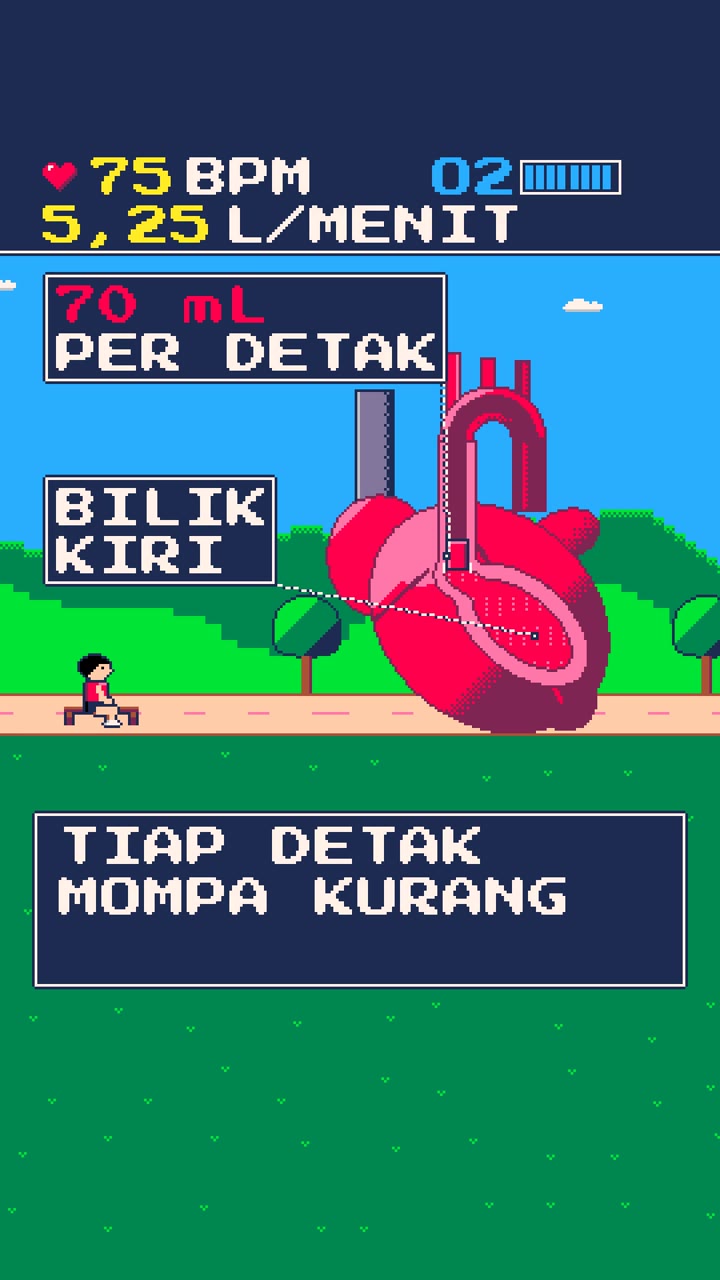 75 BPM O2
5,25 L/MENIT
70 mL
PER DETAK
BILIK
KIRI
TIAP DETAK
MOMPA KURANG